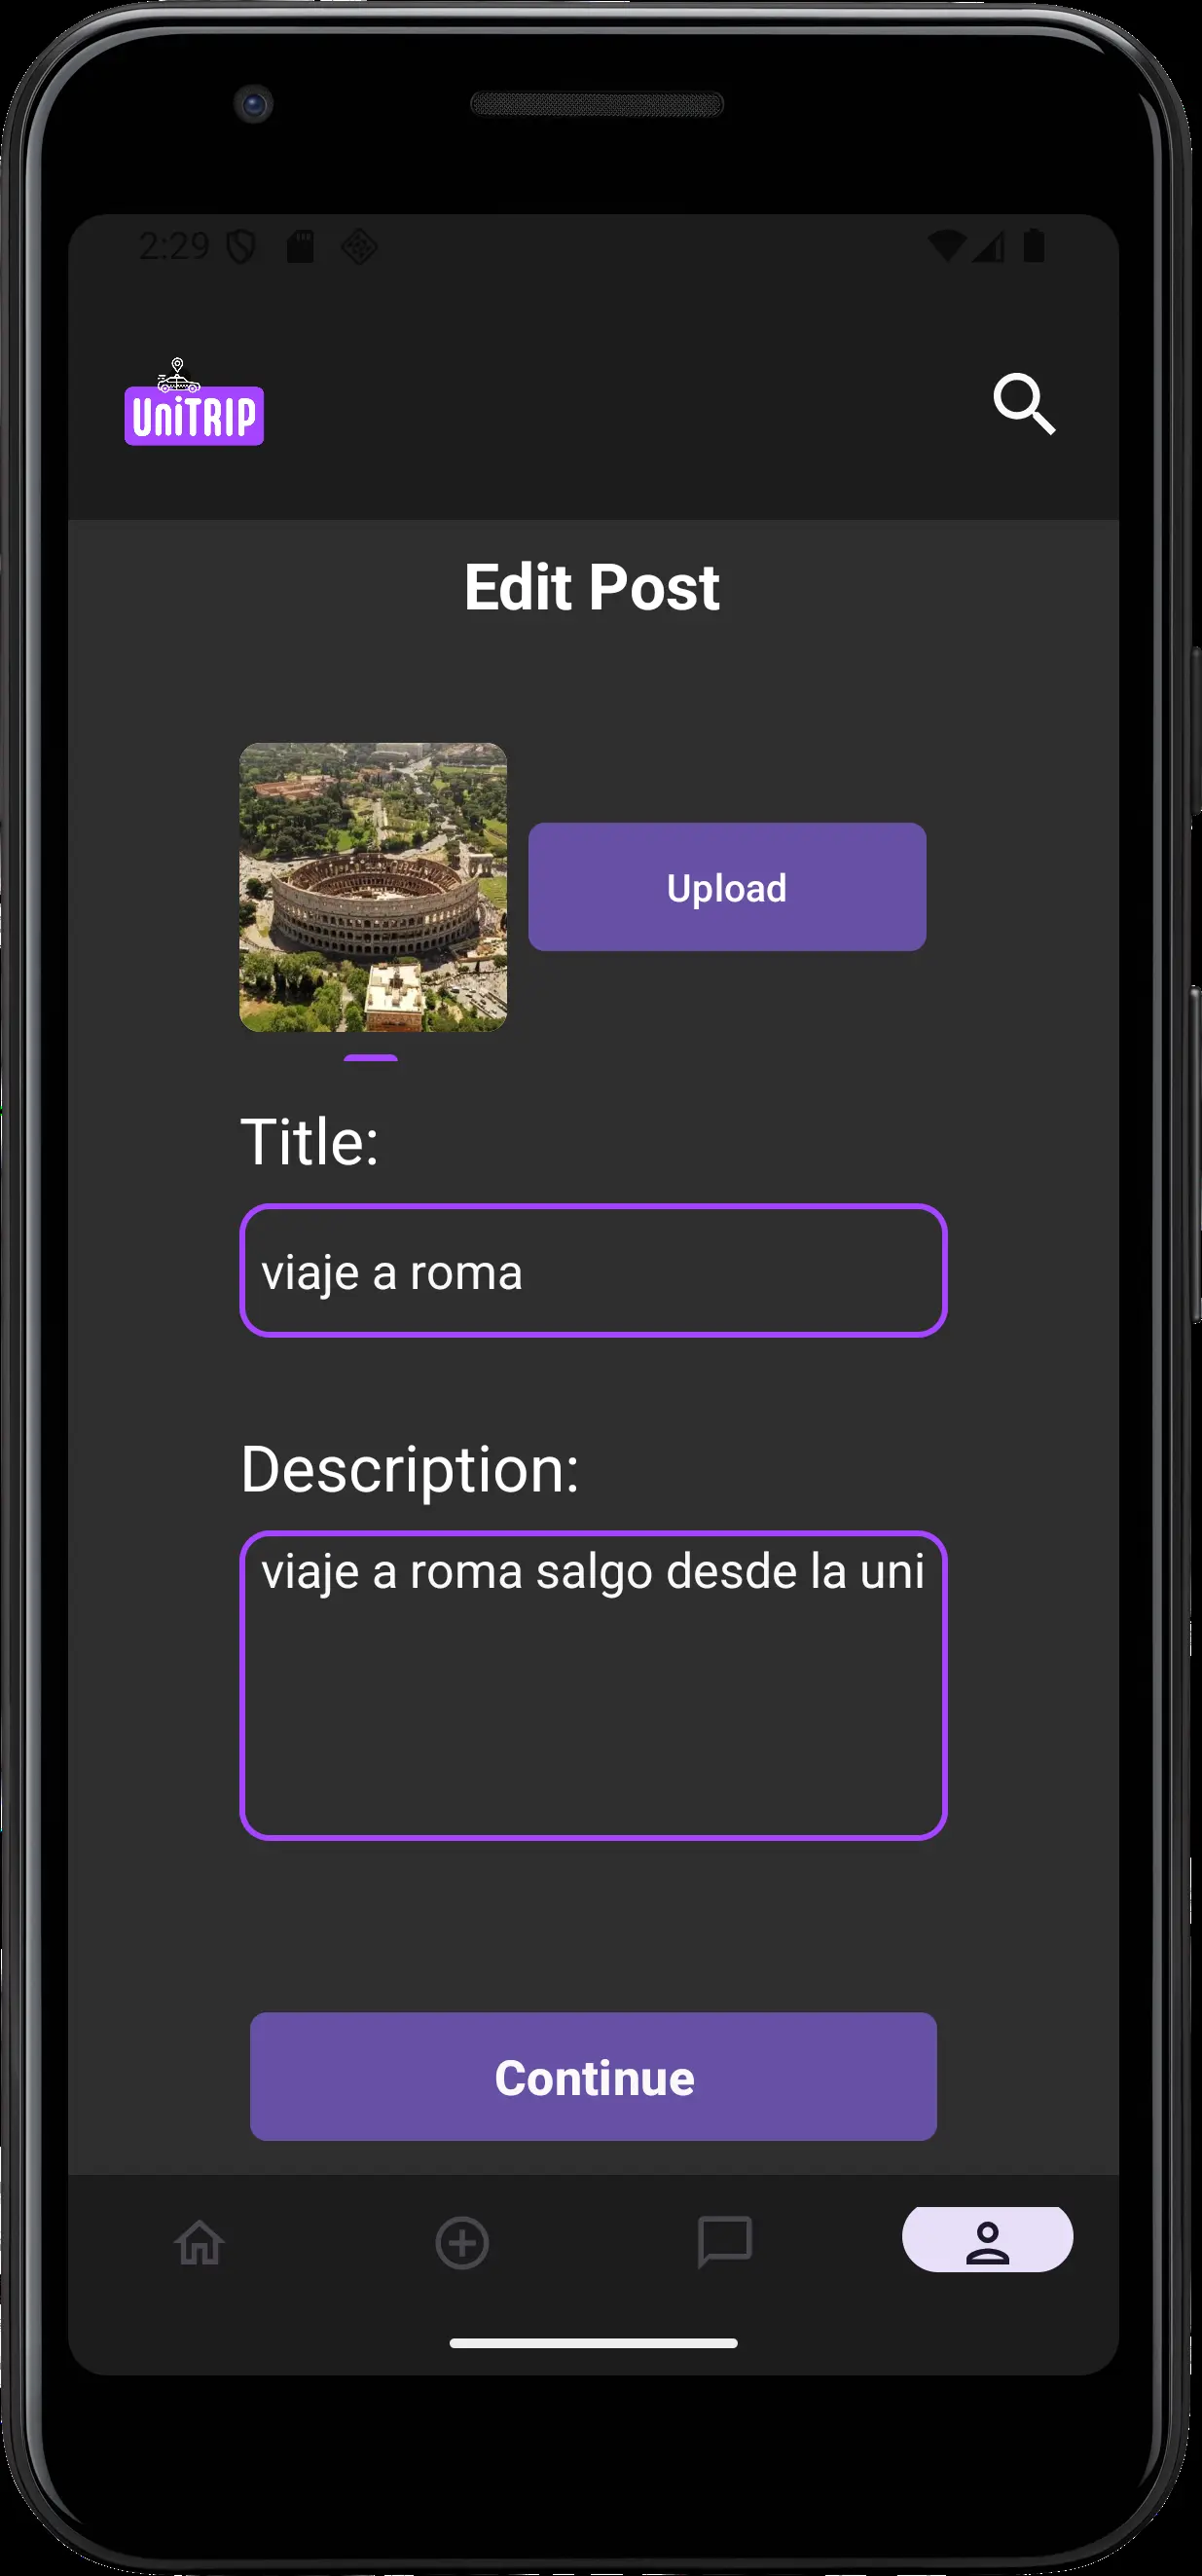 2:29
UniTRIP
Edit Post
Upload
Title:
viaje a roma
Description:
viaje a roma salgo desde la uni
Continue